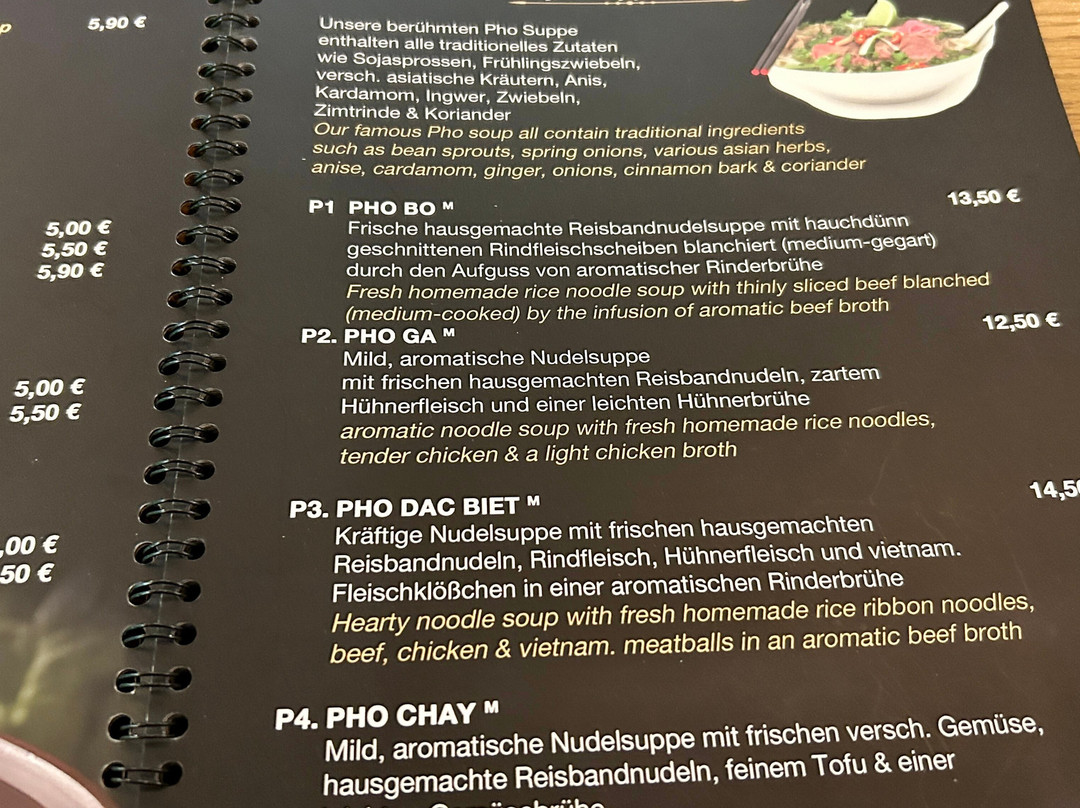 5,90 €
5,00 €
5,50 €
5,90 €
5,00 €
5,50 €
,00 €
50 €
Unsere berühmten Pho Suppe
enthalten alle traditionelles Zutaten
wie Sojasprossen, Frühlingszwiebeln,
versch. asiatische Kräutern, Anis,
Kardamom, Ingwer, Zwiebeln,
Zimtrinde & Koriander
Our famous Pho soup all contain traditional ingredients
such as bean sprouts, spring onions, various asian herbs,
anise, cardamom, ginger, onions, cinnamon bark & coriander
P1 PHO BO M 13,50 €
Frische hausgemachte Reisbandnudelsuppe mit hauchdünn
geschnittenen Rindfleischscheiben blanchiert (medium-gegart)
durch den Aufguss von aromatischer Rinderbrühe
Fresh homemade rice noodle soup with thinly sliced beef blanched
(medium-cooked) by the infusion of aromatic beef broth
P2. PHO GA M 12,50 €
Mild, aromatische Nudelsuppe
mit frischen hausgemachten Reisbandnudeln, zartem
Hühnerfleisch und einer leichten Hühnerbrühe
aromatic noodle soup with fresh homemade rice noodles,
tender chicken & a light chicken broth
P3. PHO DAC BIET M 14,50
Kräftige Nudelsuppe mit frischen hausgemachten
Reisbandnudeln, Rindfleisch, Hühnerfleisch und vietnam.
Fleischklößchen in einer aromatischen Rinderbrühe
Hearty noodle soup with fresh homemade rice ribbon noodles,
beef, chicken & vietnam. meatballs in an aromatic beef broth
P4. PHO CHAY M
Mild, aromatische Nudelsuppe mit frischen versch. Gemüse,
hausgemachte Reisbandnudeln, feinem Tofu & einer